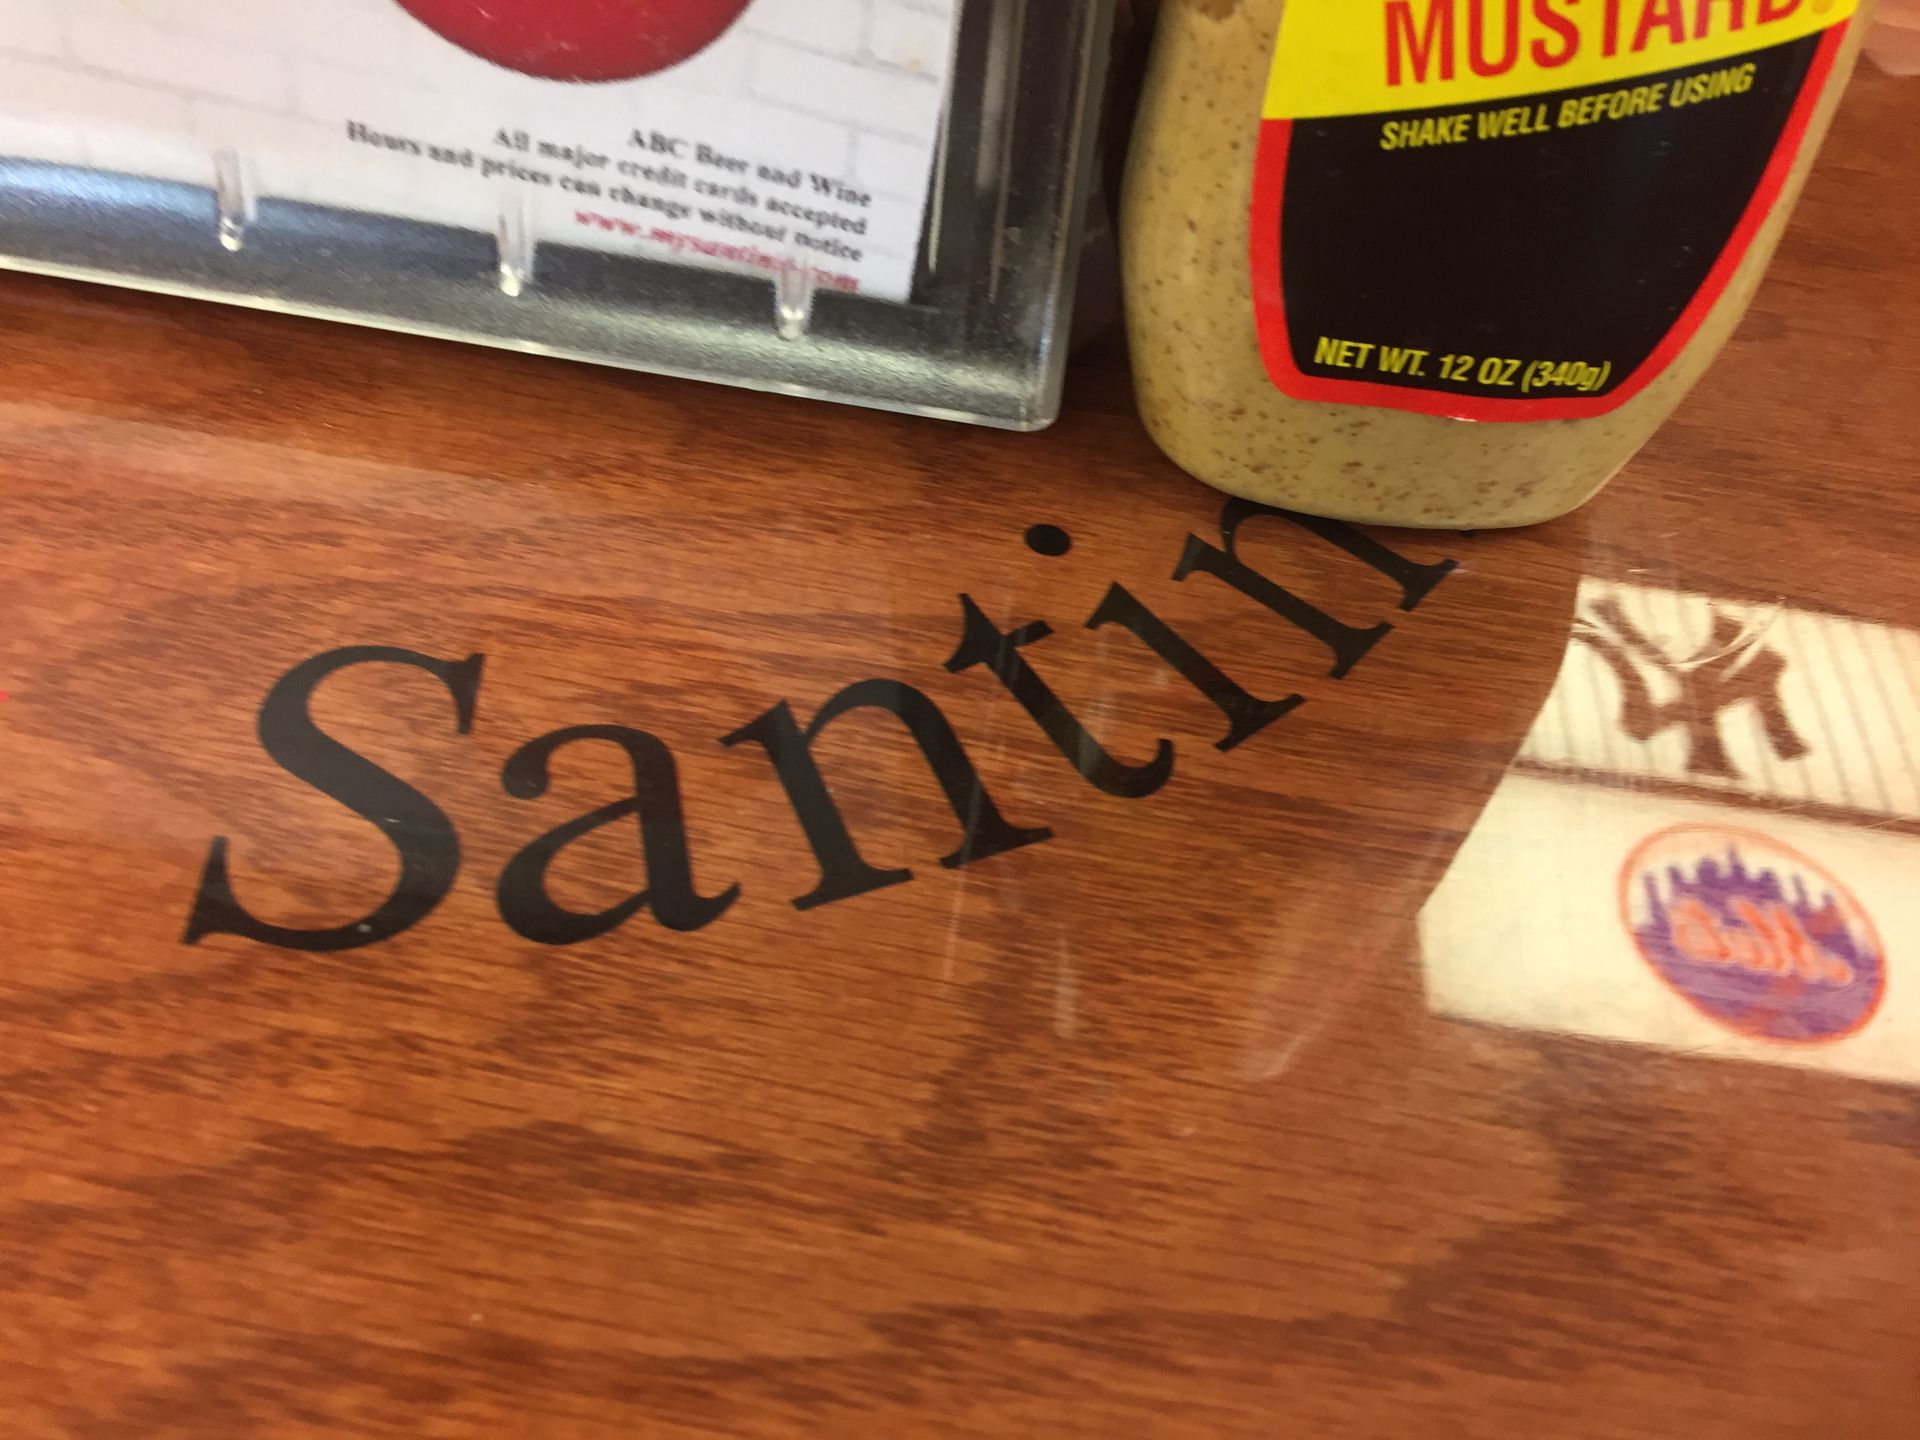 MUSTARD
SHAKE WELL BEFORE USING
NET WT. 12 OZ (340g)
ABC Beer and Wine
All major credit cards accepted
Hours and prices can change without notice
Santin
NY